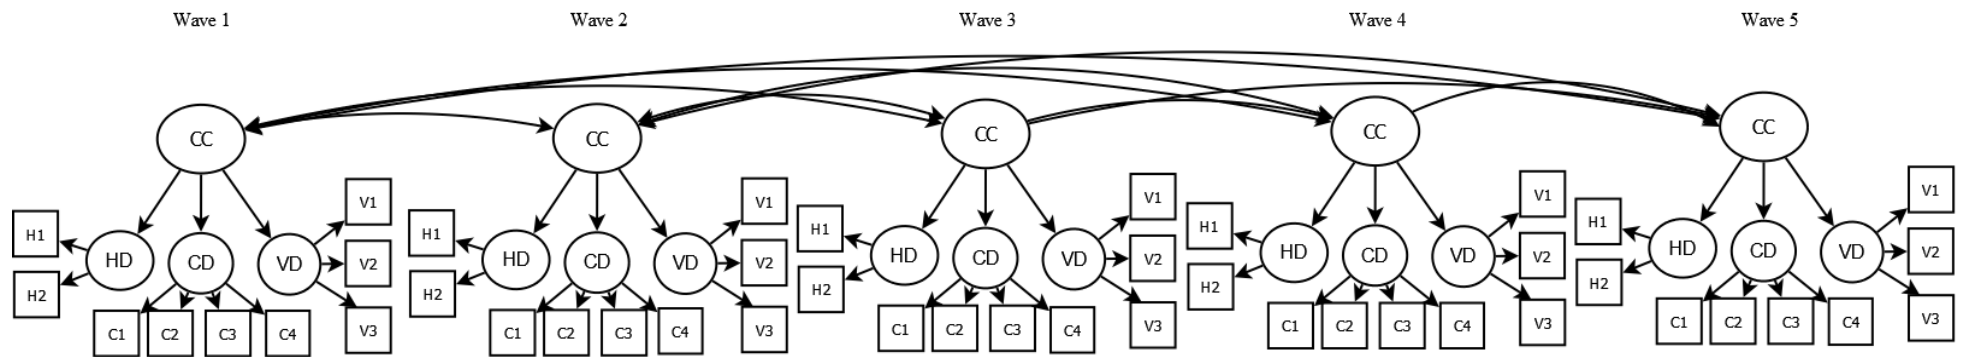 Wave 1 Wave 2 Wave 3 Wave 4 Wave 5
CC CC CC CC CC
V1 V1 V1 V1 V1
H1 H1 H1 H1 H1
HD CD VD HD CD VD HD CD VD HD CD VD HD CD VD
V2 V2 V2 V2 V2
H2 H2 H2 H2 H2
C1 C2 C3 C4 C1 C2 C3 C4 C1 C2 C3 C4 C1 C2 C3 C4 C1 C2 C3 C4
V3 V3 V3 V3 V3